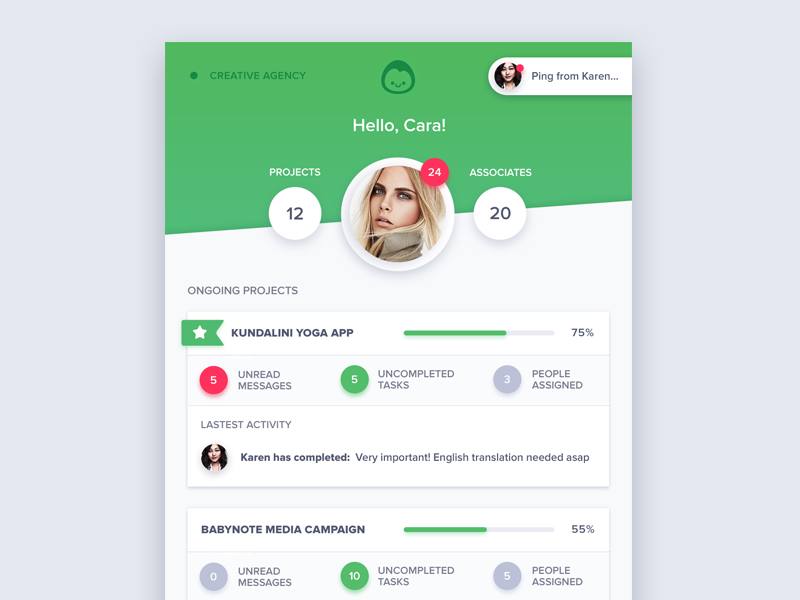 CREATIVE AGENCY
Ping from Karen...
Hello, Cara!
PROJECTS
24
ASSOCIATES
12
20
ONGOING PROJECTS
KUNDALINI YOGA APP
75%
5
UNREAD
MESSAGES
5
UNCOMPLETED
TASKS
3
PEOPLE
ASSIGNED
LASTEST ACTIVITY
Karen has completed: Very important! English translation needed asap
BABYNOTE MEDIA CAMPAIGN
55%
0
UNREAD
MESSAGES
10
UNCOMPLETED
TASKS
5
PEOPLE
ASSIGNED